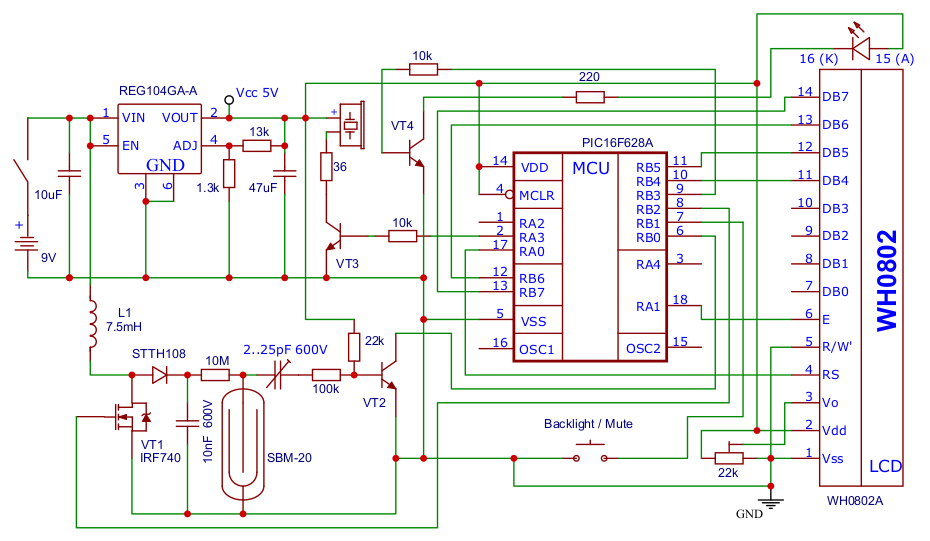 16 (K) 15 (A)
10k
220
REG104GA-A
Vcc 5V
1 VIN VOUT 2
5 EN ADJ 4
GND
3 6
13k
1.3k
47uF
10uF
+
9V
+
36
VT4
10k
VT3
PIC16F628A
MCU
14 VDD
4 MCLR
1 RA2
2 RA3
17 RA0
12 RB6
13 RB7
5 VSS
16 OSC1
RB5 11
RB4 10
RB3 9
RB2 8
RB1 7
RB0 6
RA4 3
RA1 18
OSC2 15
14 DB7
13 DB6
12 DB5
11 DB4
10 DB3
9 DB2
8 DB1
7 DB0
6 E
5 R/W'
4 RS
3 Vo
2 Vdd
1 Vss
WH0802
LCD
WH0802A
L1
7.5mH
STTH108
10M
2..25pF 600V
22k
100k
VT2
VT1
IRF740
10nF 600V
SBM-20
Backlight / Mute
22k
GND